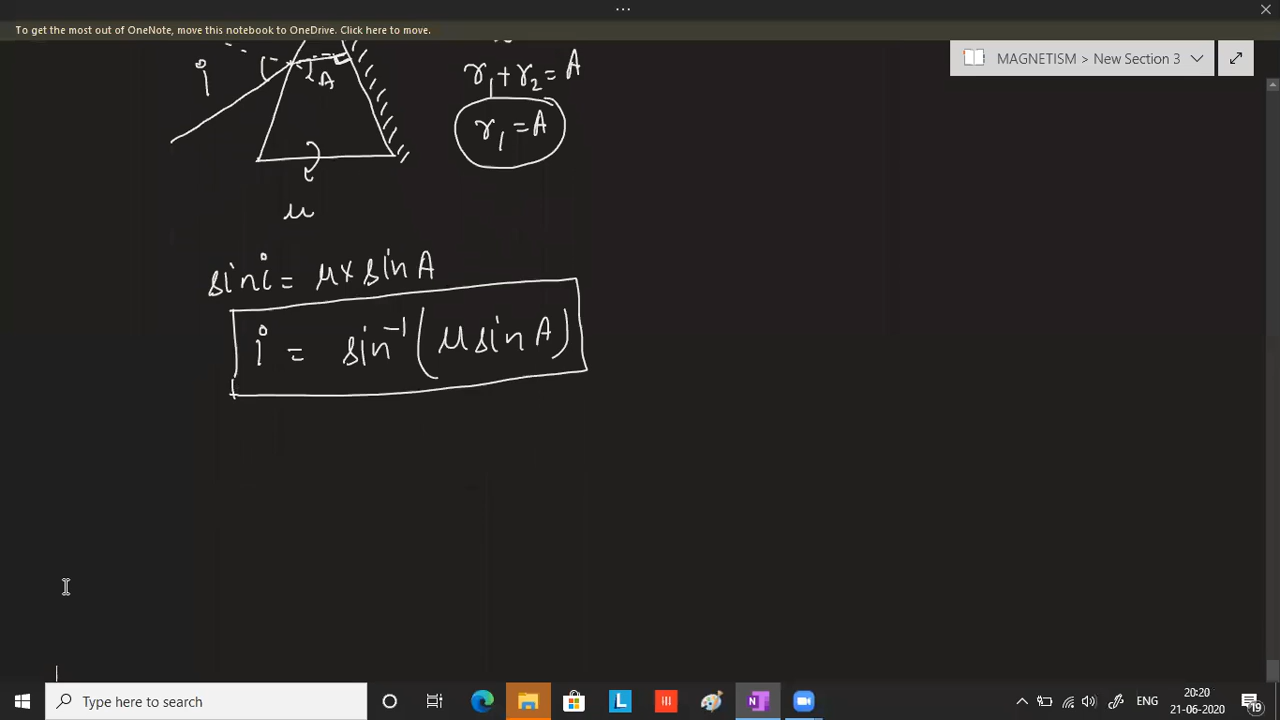 To get the most out of OneNote, move this notebook to OneDrive. Click here to move.
MAGNETISM > New Section 3
i
A
r₁ + r₂ = A
r₁ = A
μ
sin i = μ × sin A
i = sin⁻¹ (μ sin A)
Type here to search
L
ENG
20:20
21-06-2020
19